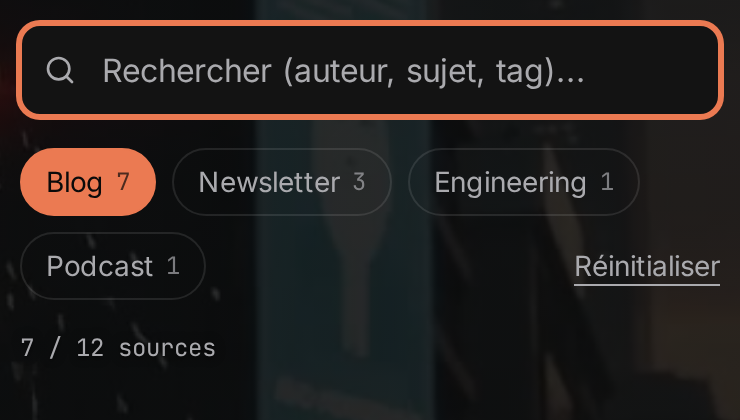 Rechercher (auteur, sujet, tag)...
Blog 7 Newsletter 3 Engineering 1
Podcast 1 Réinitialiser
7 / 12 sources